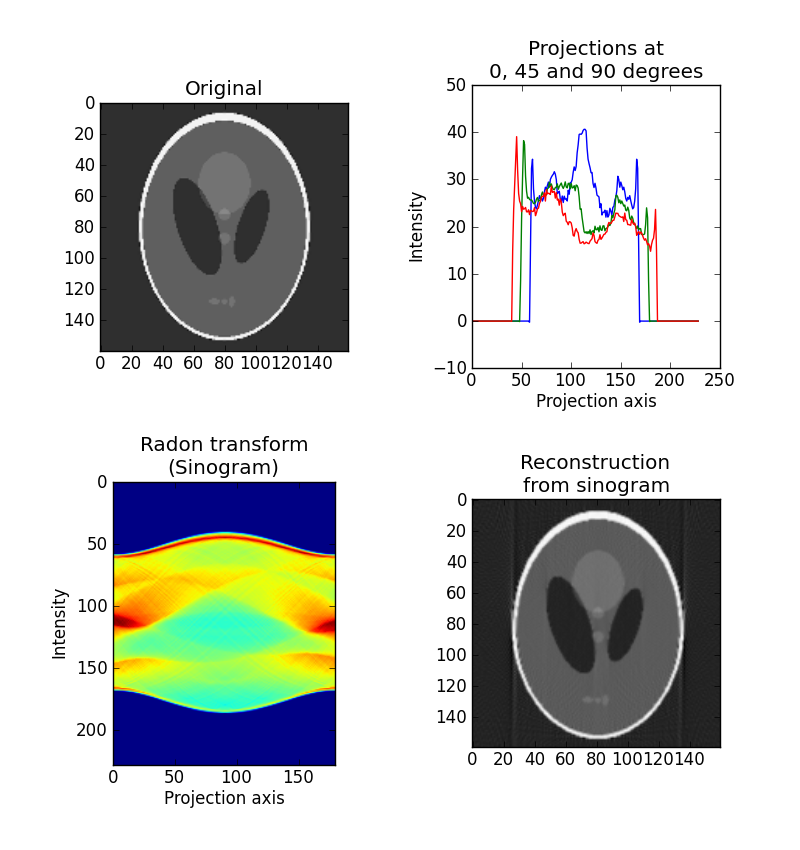 Original
0
20
40
60
80
100
120
140
0 20 40 60 80 100120140
Projections at
0, 45 and 90 degrees
50
40
30
20
10
0
−10
Intensity
0 50 100 150 200 250
Projection axis
Radon transform
(Sinogram)
0
50
100
150
200
Intensity
0 50 100 150
Projection axis
Reconstruction
from sinogram
0
20
40
60
80
100
120
140
0 20 40 60 80 100120140